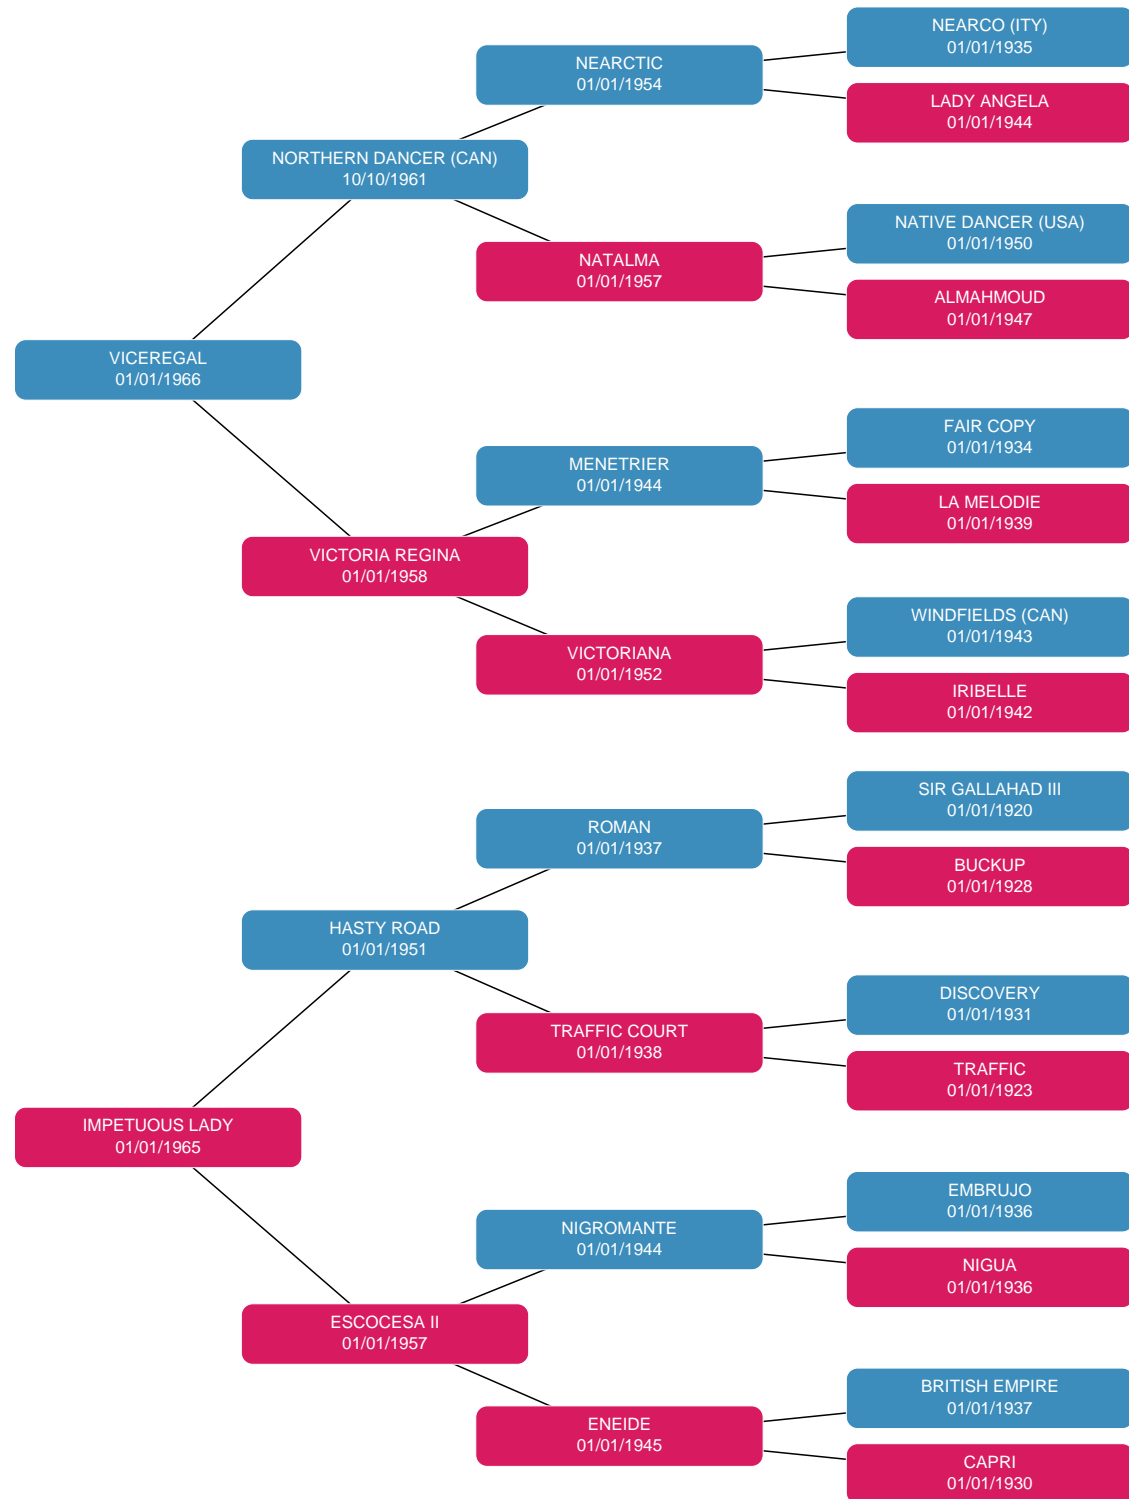 NEARCO (ITY)
01/01/1935
NEARCTIC
01/01/1954
LADY ANGELA
01/01/1944
NORTHERN DANCER (CAN)
10/10/1961
NATIVE DANCER (USA)
01/01/1950
NATALMA
01/01/1957
ALMAHMOUD
01/01/1947
VICEREGAL
01/01/1966
FAIR COPY
01/01/1934
MENETRIER
01/01/1944
LA MELODIE
01/01/1939
VICTORIA REGINA
01/01/1958
WINDFIELDS (CAN)
01/01/1943
VICTORIANA
01/01/1952
IRIBELLE
01/01/1942
SIR GALLAHAD III
01/01/1920
ROMAN
01/01/1937
BUCKUP
01/01/1928
HASTY ROAD
01/01/1951
DISCOVERY
01/01/1931
TRAFFIC COURT
01/01/1938
TRAFFIC
01/01/1923
IMPETUOUS LADY
01/01/1965
EMBRUJO
01/01/1936
NIGROMANTE
01/01/1944
NIGUA
01/01/1936
ESCOCESA II
01/01/1957
BRITISH EMPIRE
01/01/1937
ENEIDE
01/01/1945
CAPRI
01/01/1930